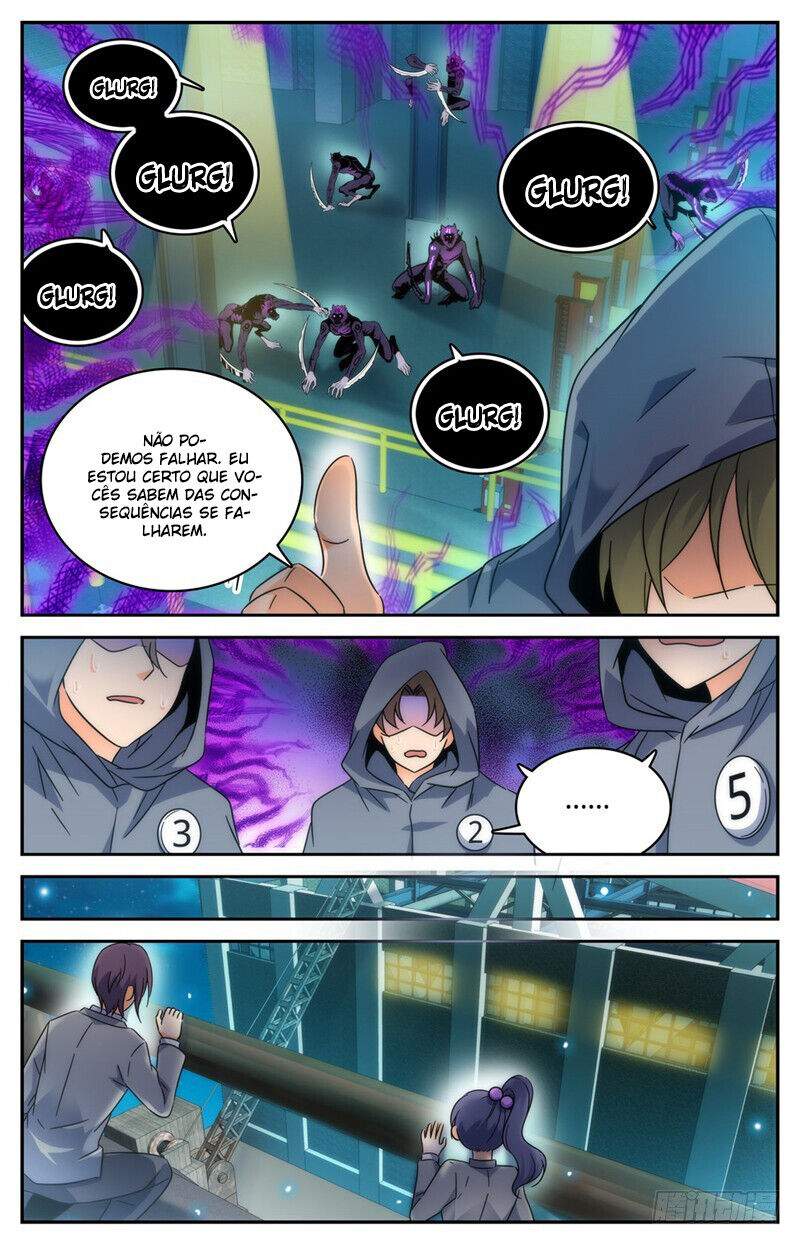 GLURG!
GLURG!
GLURG!
GLURG!
GLURG!
NÃO PO-
DEMOS FALHAR. EU
ESTOU CERTO QUE VO-
CÊS SABEM DAS CON-
SEQUÊNCIAS SE FA-
LHAREM.
3
2
......
5